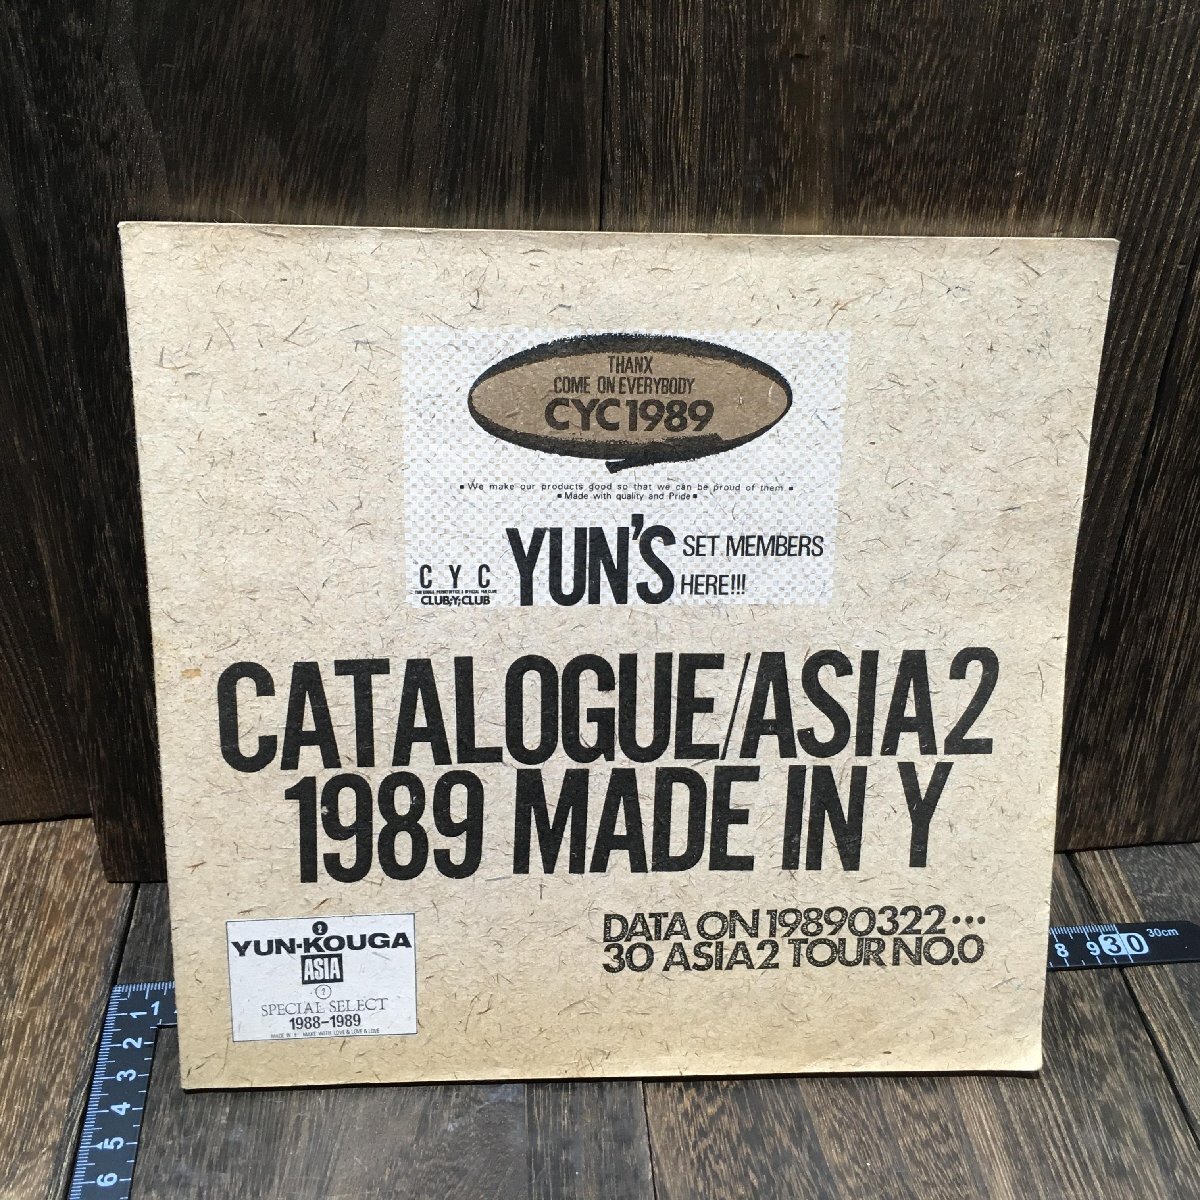 THANX
COME ON EVERYBODY
CYC1989
■We make our products good so that we can be proud of them.■
■Made with quality and Pride■
YUN'S SET MEMBERS
HERE!!!
C Y C
CLUB;Y;CLUB
CATALOGUE/ASIA2
1989 MADE IN Y
DATA ON 19890322…
30 ASIA2 TOUR NO.0
YUN-KOUGA
ASIA
SPECIAL SELECT
1988-1989
1 2 3 4 5 6
1
8 9 30 30cm